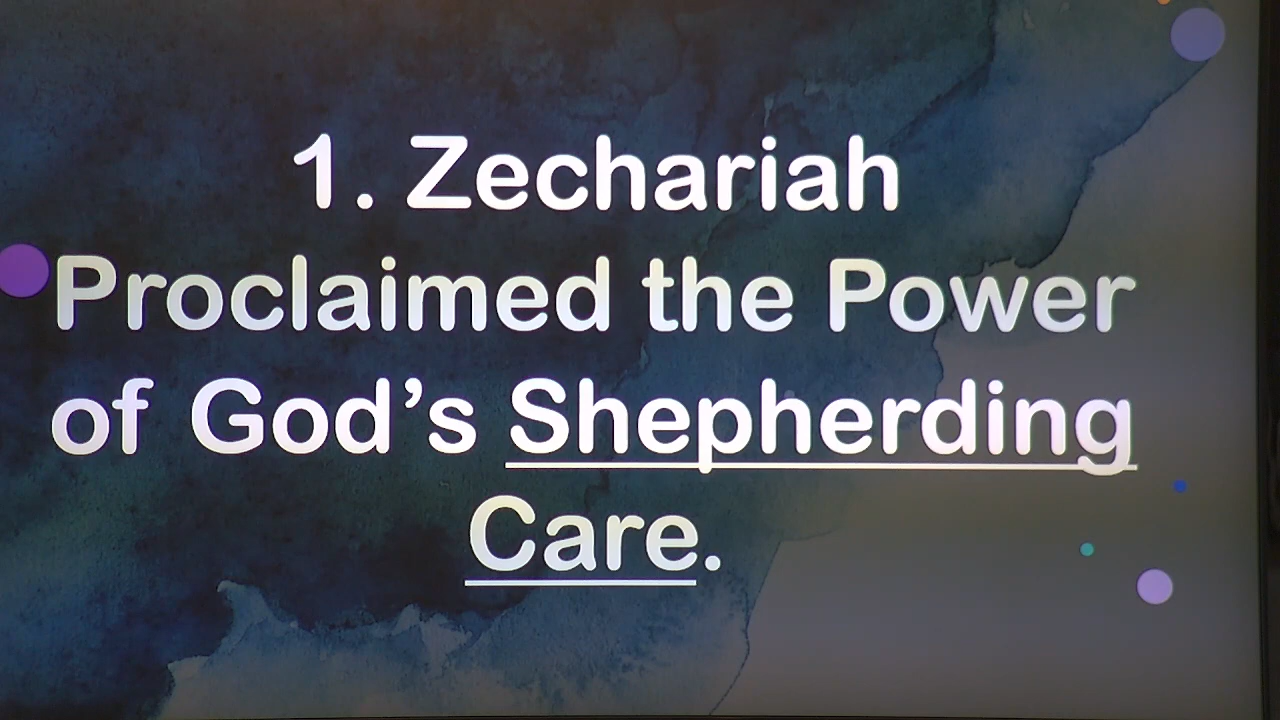 1. Zechariah
Proclaimed the Power
of God’s Shepherding
Care.